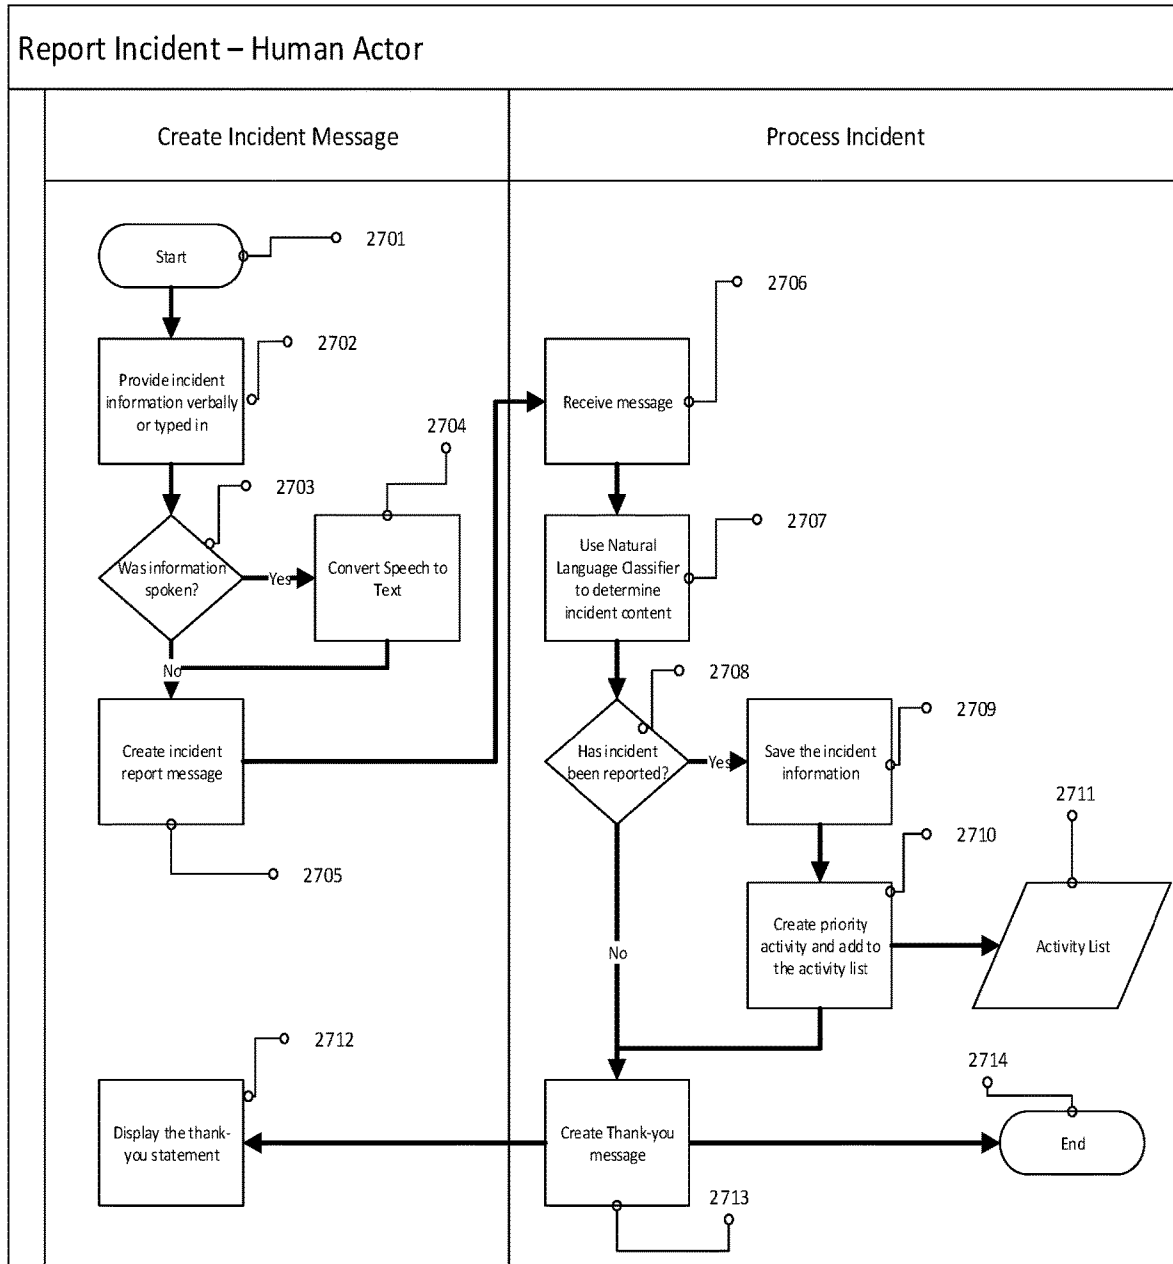 Report Incident – Human Actor
Create Incident Message
Process Incident
Start
2701
Provide incident
information verbally
or typed in
2702
Was information
spoken?
2703
Yes
No
Convert Speech to
Text
2704
Create incident
report message
2705
Receive message
2706
Use Natural
Language Classifier
to determine
incident content
2707
Has incident
been reported?
2708
Yes
No
Save the incident
information
2709
Create priority
activity and add to
the activity list
2710
Activity List
2711
Display the thank-
you statement
2712
Create Thank-you
message
2713
End
2714